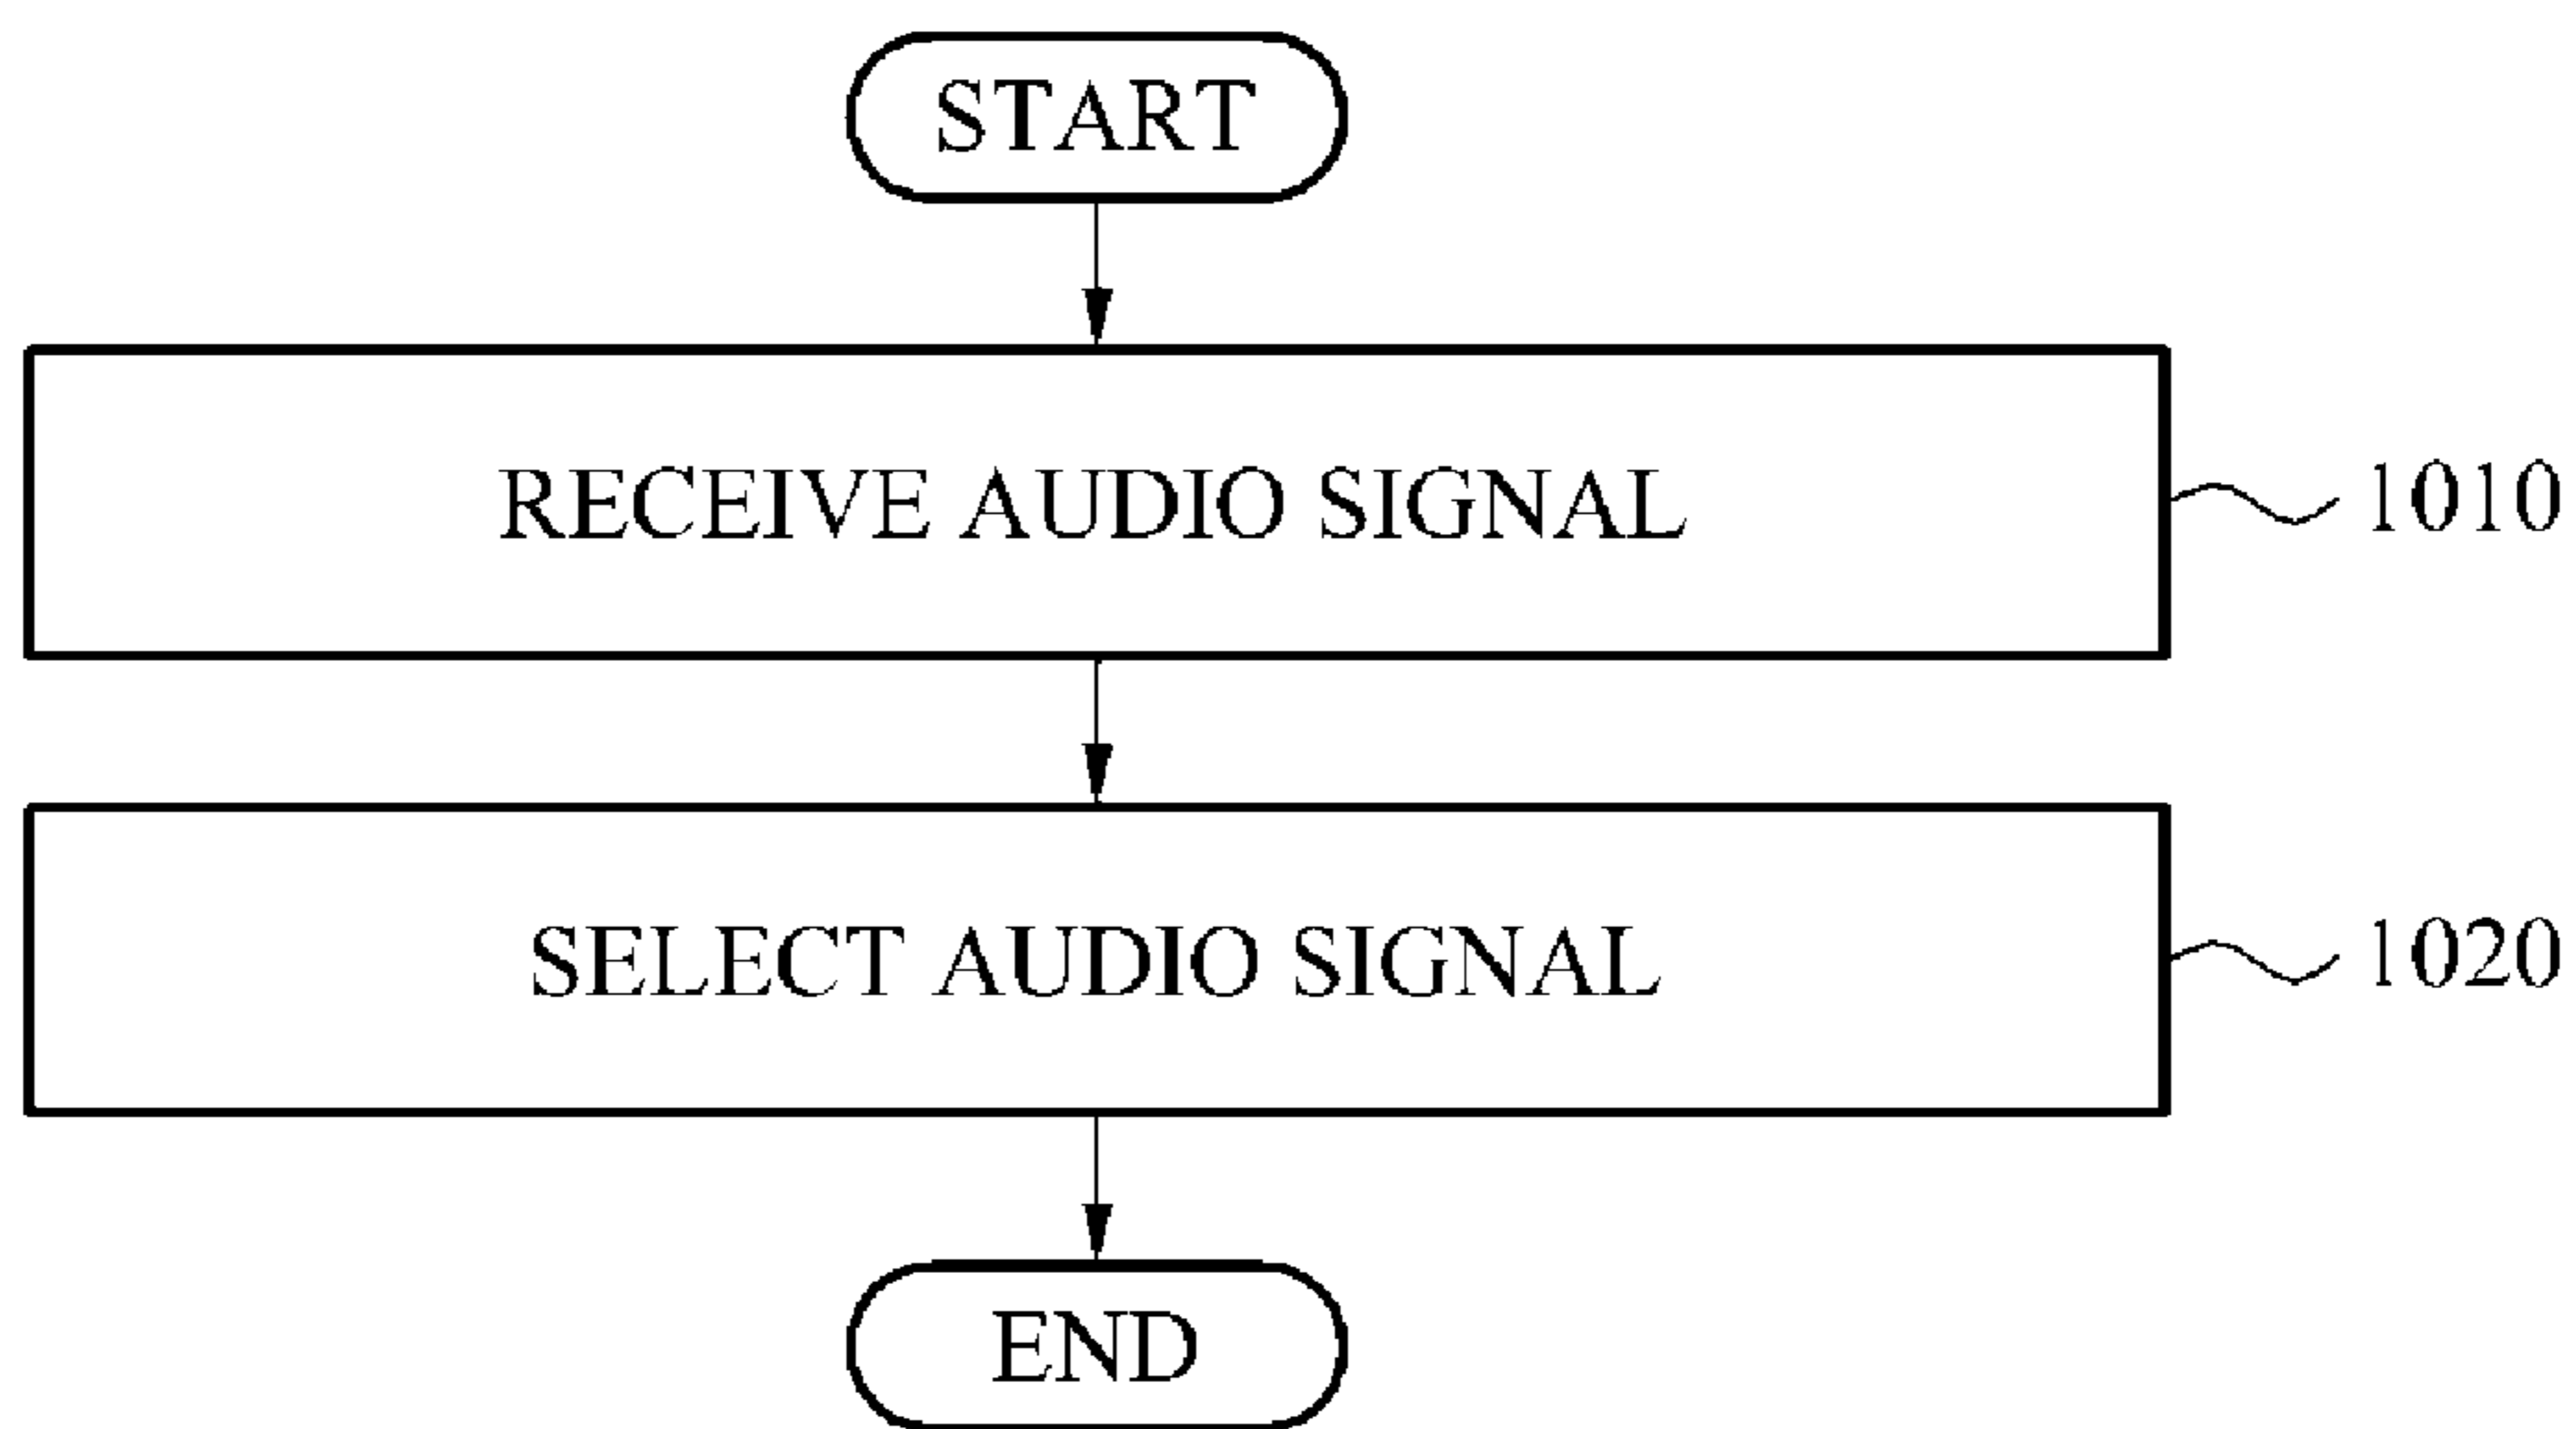 START
RECEIVE AUDIO SIGNAL
1010
SELECT AUDIO SIGNAL
1020
END